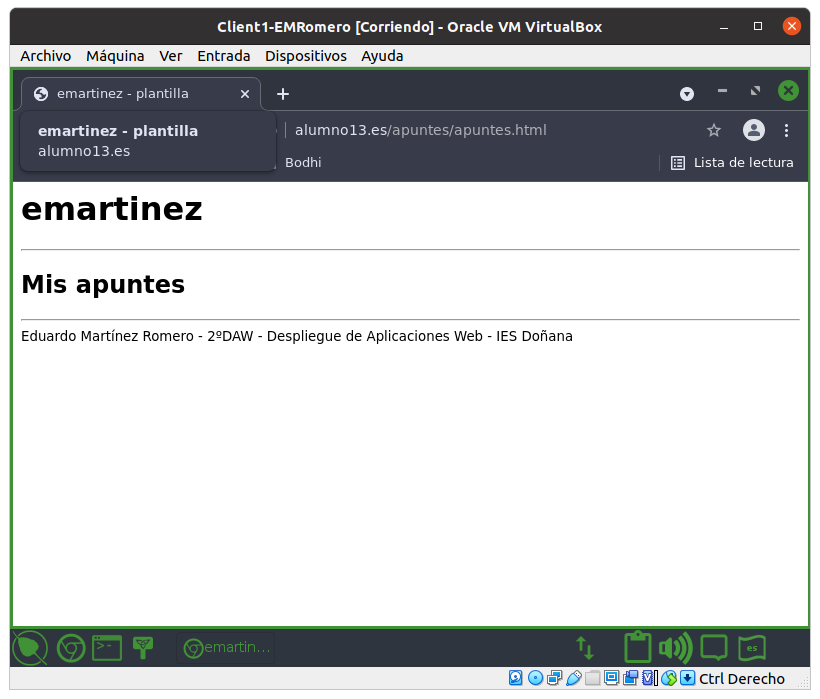 Client1-EMRomero [Corriendo] - Oracle VM VirtualBox
Archivo Máquina Ver Entrada Dispositivos Ayuda
emartinez - plantilla
emartinez - plantilla
alumno13.es
alumno13.es/apuntes/apuntes.html
Bodhi
Lista de lectura
emartinez
Mis apuntes
Eduardo Martínez Romero - 2ºDAW - Despliegue de Aplicaciones Web - IES Doñana
emartin...
es
Ctrl Derecho